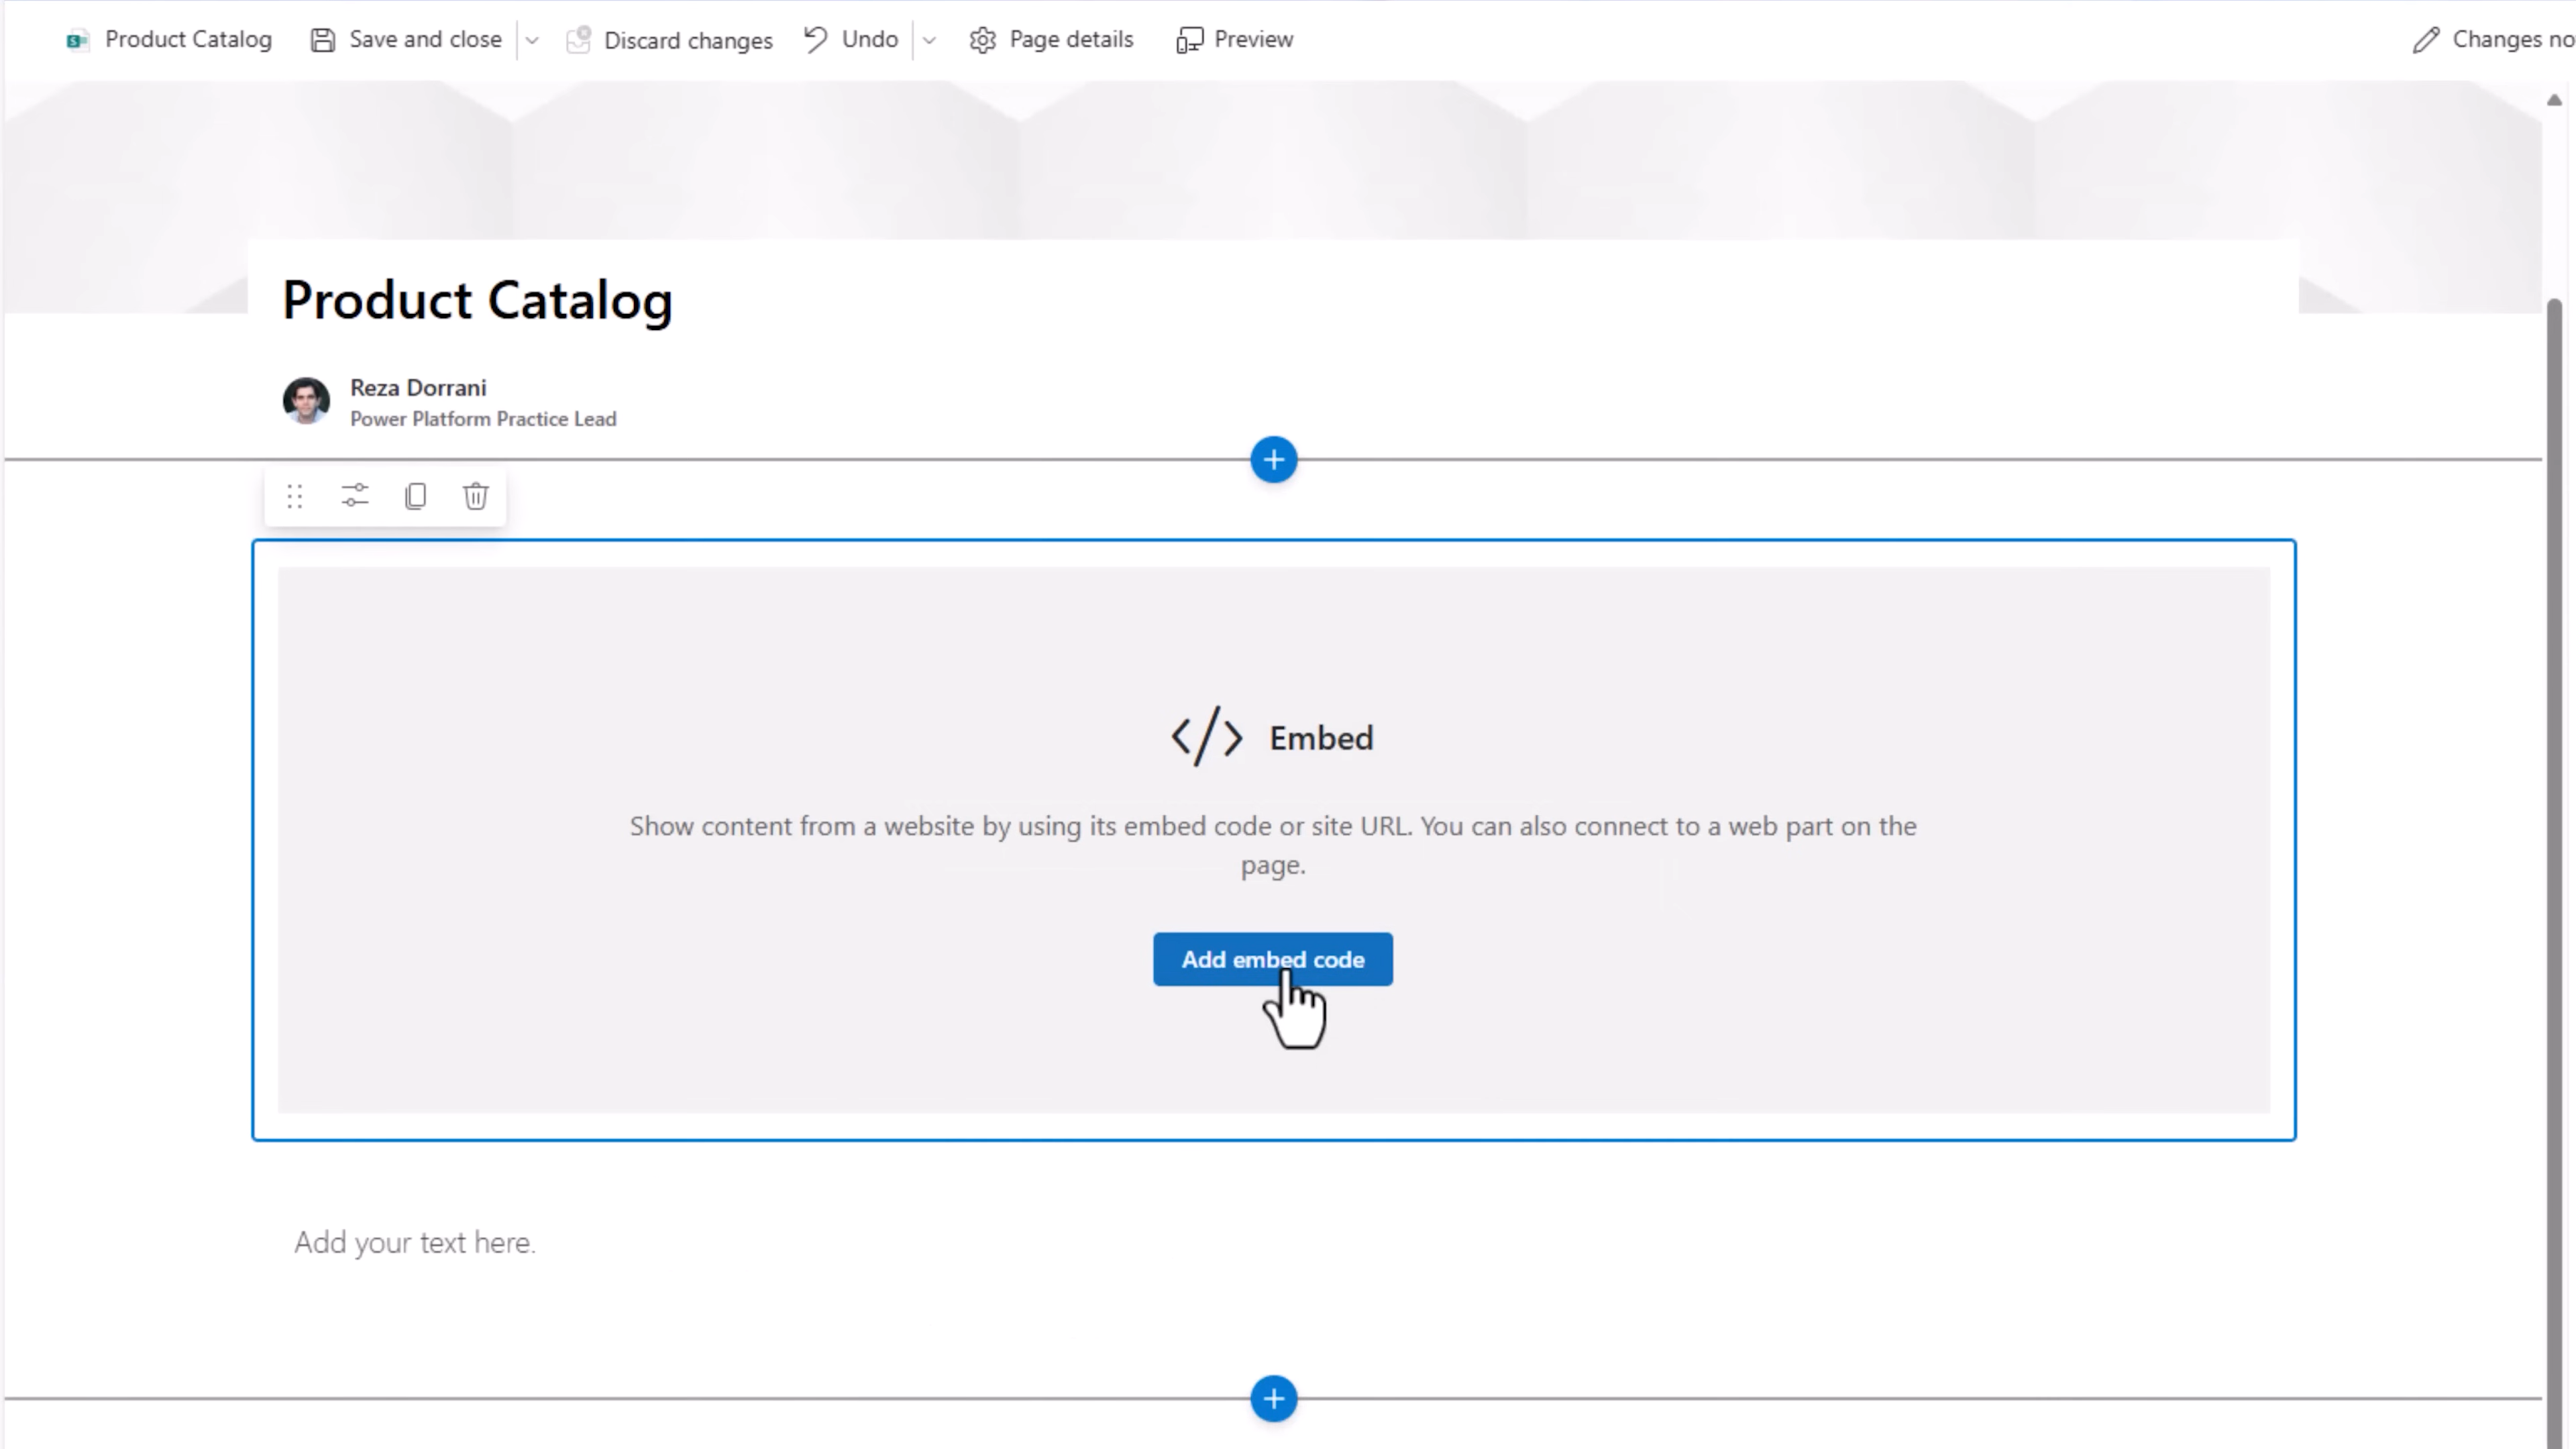 Product Catalog
Save and close
Discard changes
Undo
Page details
Preview
Changes no
Product Catalog
Reza Dorrani
Power Platform Practice Lead
Embed
Show content from a website by using its embed code or site URL. You can also connect to a web part on the
page.
Add embed code
Add your text here.